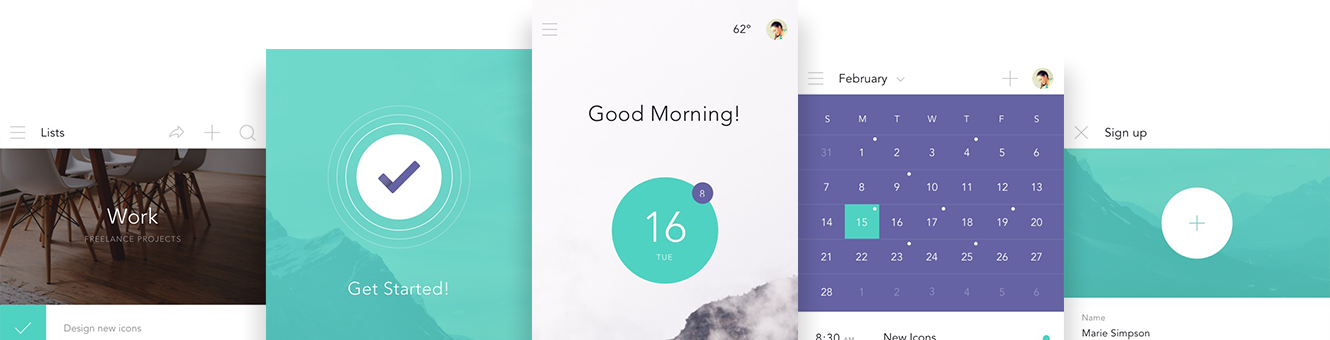 Lists
Work
FREELANCE PROJECTS
Design new icons
Get Started!
62°
Good Morning!
8
16
TUE
February
S M T W T F S
31 1 2 3 4 5 6
7 8 9 10 11 12 13
14 15 16 17 18 19 20
21 22 23 24 25 26 27
28 1 2 3 4 5 6
8:30 AM New Icons
Sign up
Name
Marie Simpson